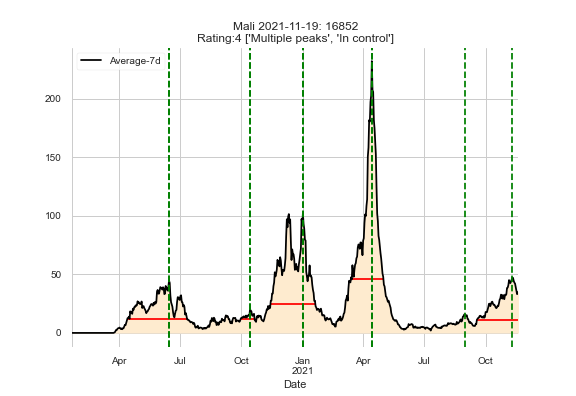 Mali 2021-11-19: 16852
Rating:4 ['Multiple peaks', 'In control']
Average-7d
200
150
100
50
0
Apr Jul Oct Jan Apr Jul Oct
2021
Date